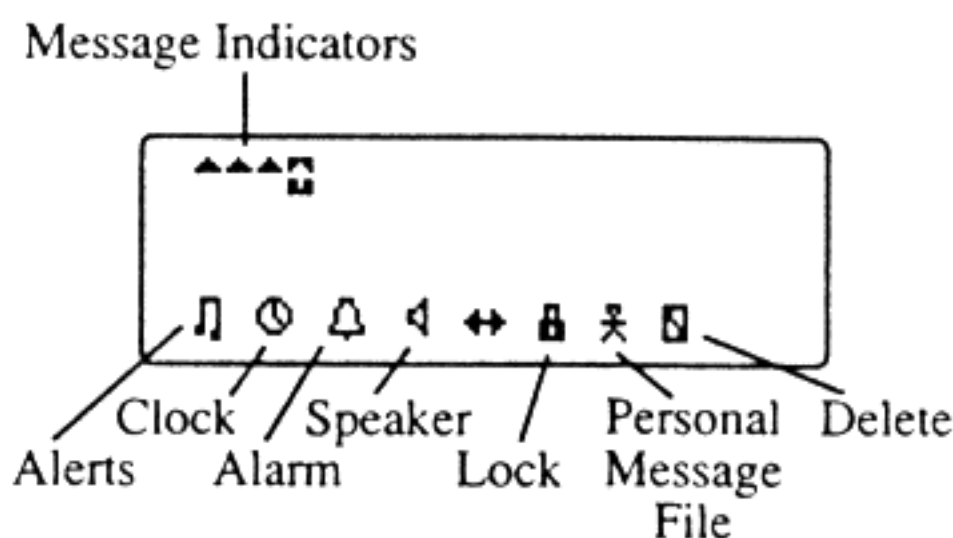 Message Indicators
Clock Speaker Personal Delete
Alerts Alarm Lock Message
File